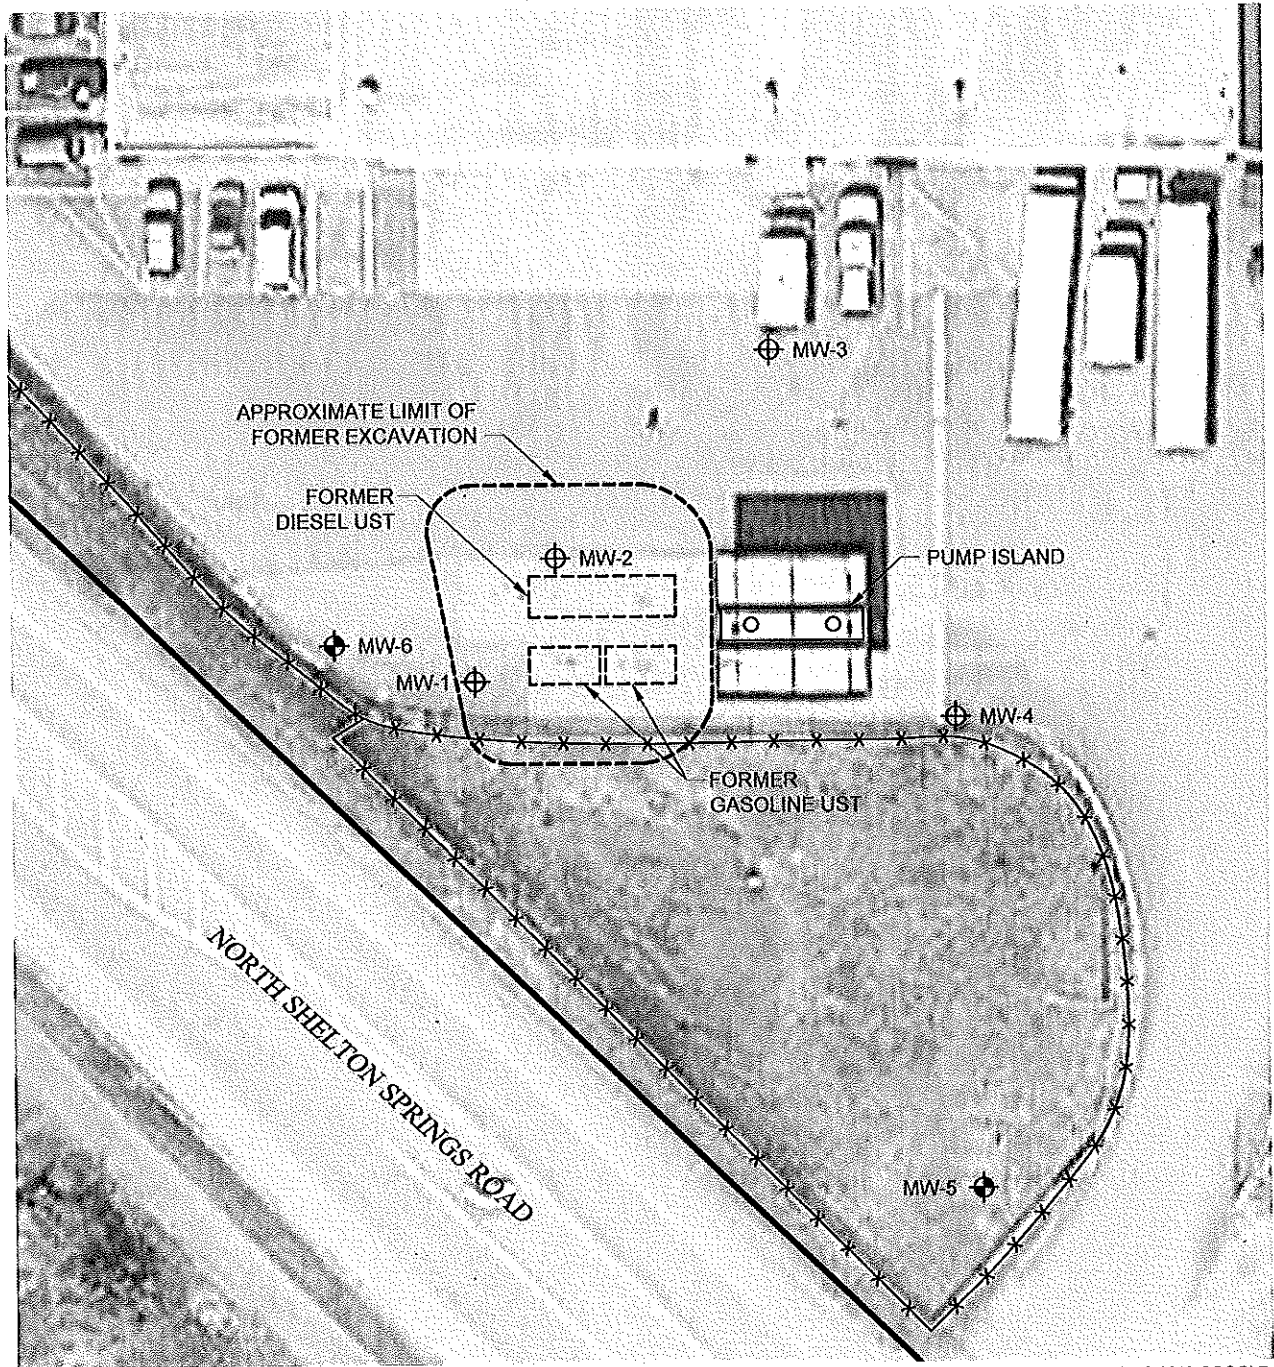 MW-3
APPROXIMATE LIMIT OF
FORMER EXCAVATION
FORMER
DIESEL UST
MW-2
PUMP ISLAND
MW-6
MW-1
MW-4
FORMER
GASOLINE UST
NORTH SHELTON SPRINGS ROAD
MW-5